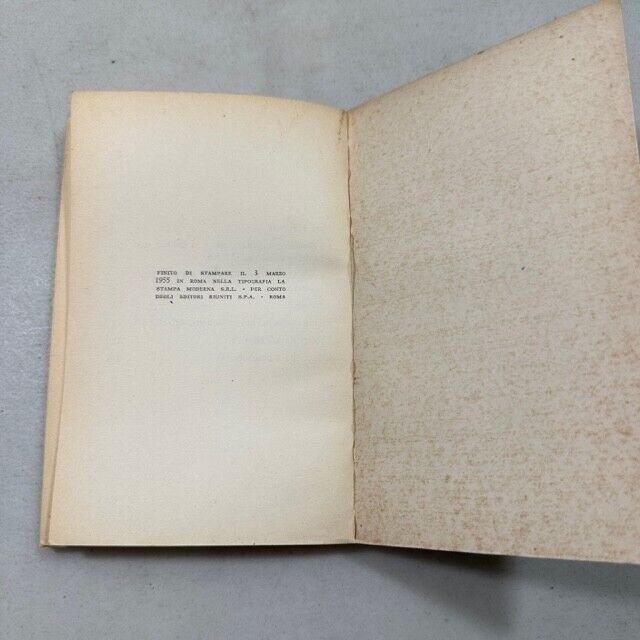 FINITO DI STAMPARE IL 3 MARZO
1955 IN ROMA NELLA TIPOGRAFIA LA
STAMPA MODERNA S.R.L. - PER CONTO
DEGLI EDITORI RIUNITI S.P.A. - ROMA